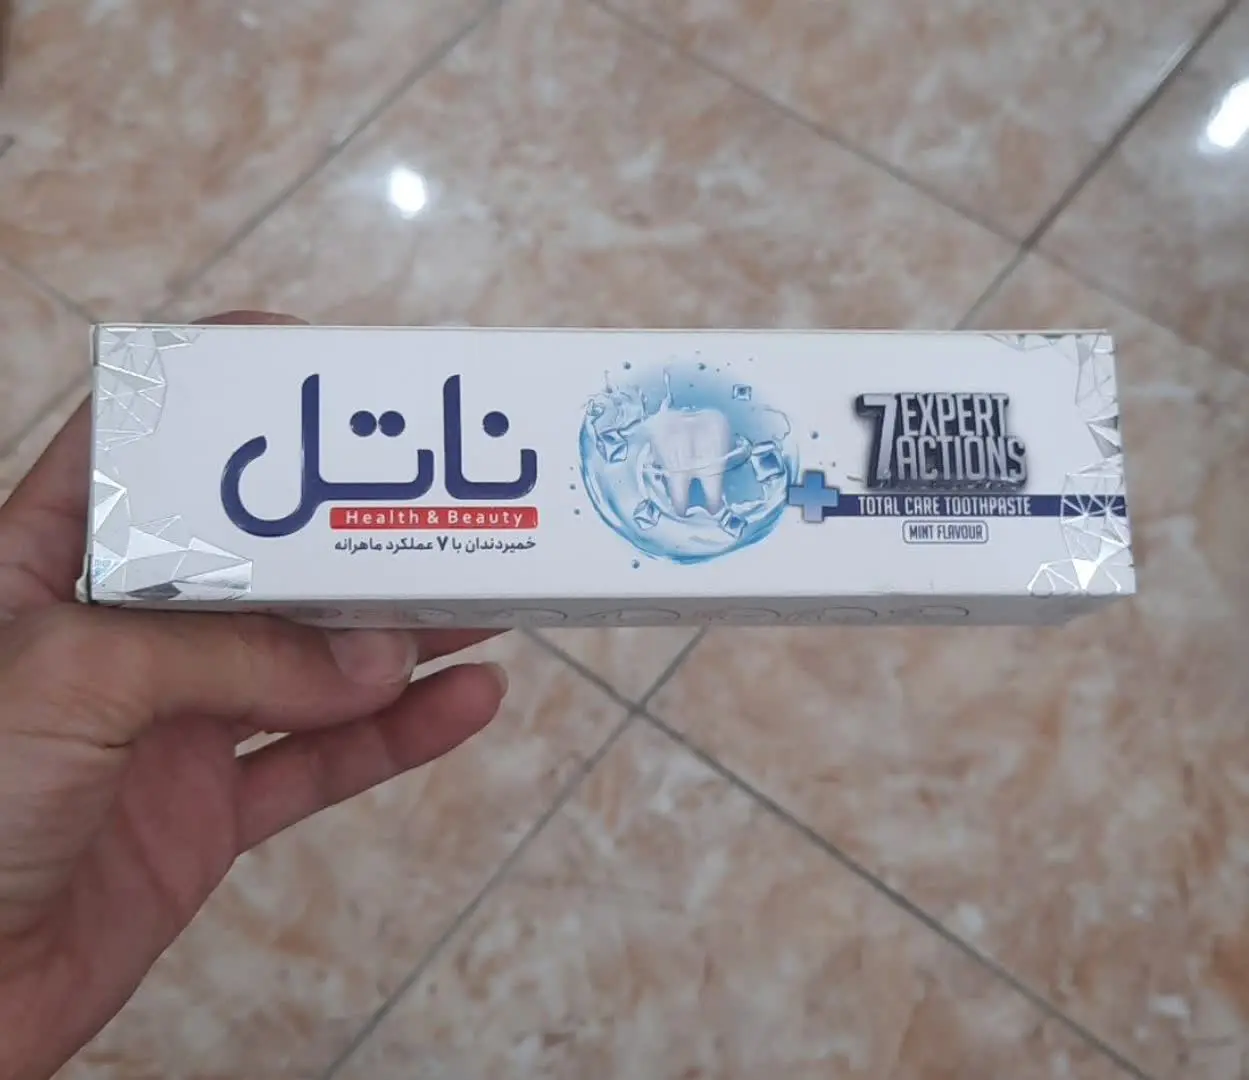 ناتل
Health & Beauty
خمیردندان با ۷ عملکرد ماهرانه
7 EXPERT
ACTIONS
TOTAL CARE TOOTHPASTE
MINT FLAVOUR